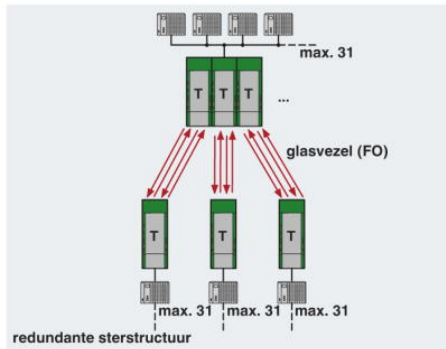 max. 31
T T T ...
glasvezel (FO)
T T T
max. 31 max. 31 max. 31
redundante sterstructuur